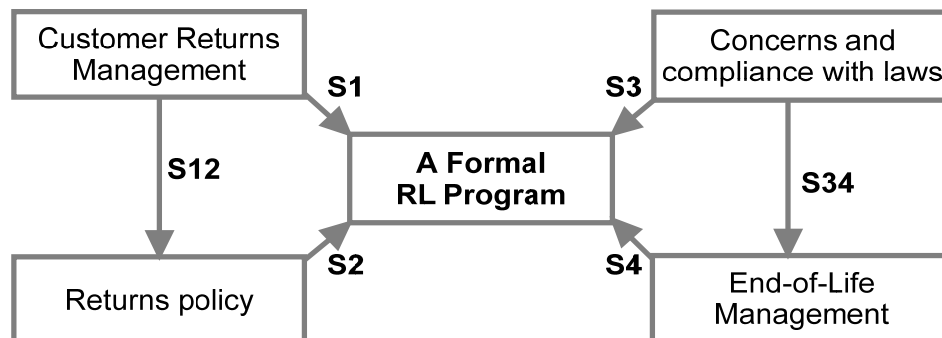 Customer Returns
Management
Concerns and
compliance with laws
S1
S3
A Formal
RL Program
S12
S34
S2
S4
Returns policy
End-of-Life
Management